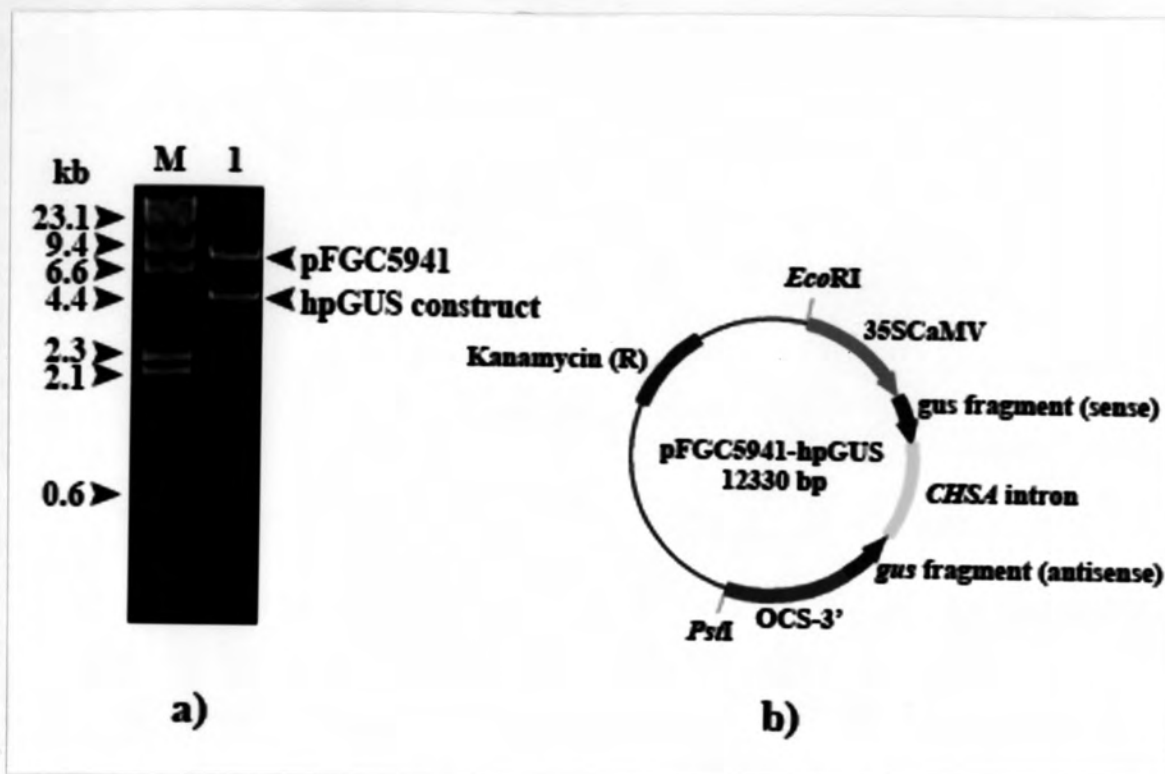 M 1
kb
23.1
9.4
6.6
4.4
2.3
2.1
0.6
pFGC5941
hpGUS construct
a)
EcoRI
35SCaMV
Kanamycin (R)
gus fragment (sense)
pFGC5941-hpGUS
12330 bp
CHSA intron
gus fragment (antisense)
OCS-3’
PstI
b)